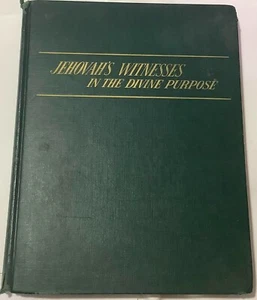 JEHOVAH'S WITNESSES
IN THE DIVINE PURPOSE